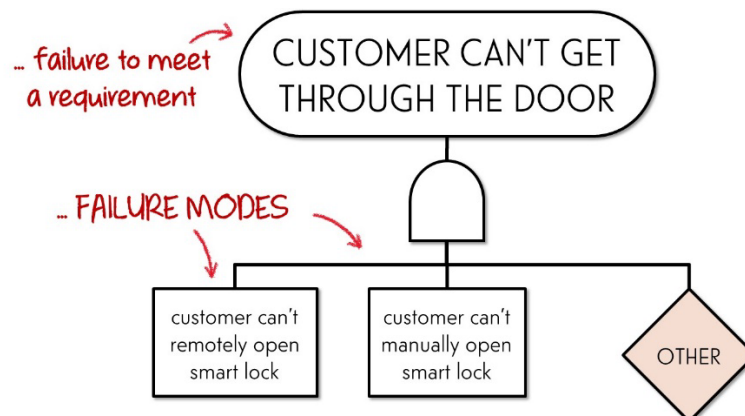 ... failure to meet
a requirement
CUSTOMER CAN'T GET
THROUGH THE DOOR
... FAILURE MODES
customer can't
remotely open
smart lock
customer can't
manually open
smart lock
OTHER